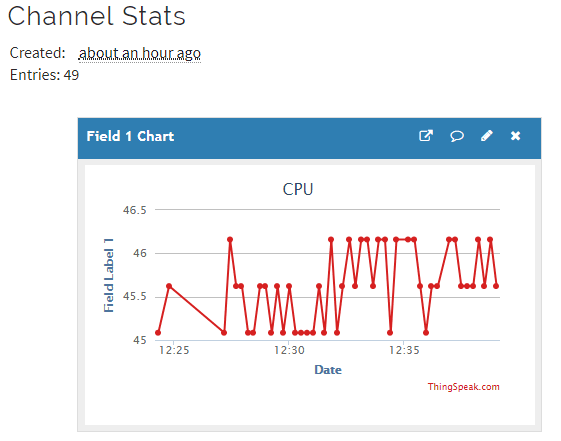 Channel Stats
Created: about an hour ago
Entries: 49
Field 1 Chart
CPU
46.5
46
45.5
45
Field Label 1
12:25 12:30 12:35
Date
ThingSpeak.com